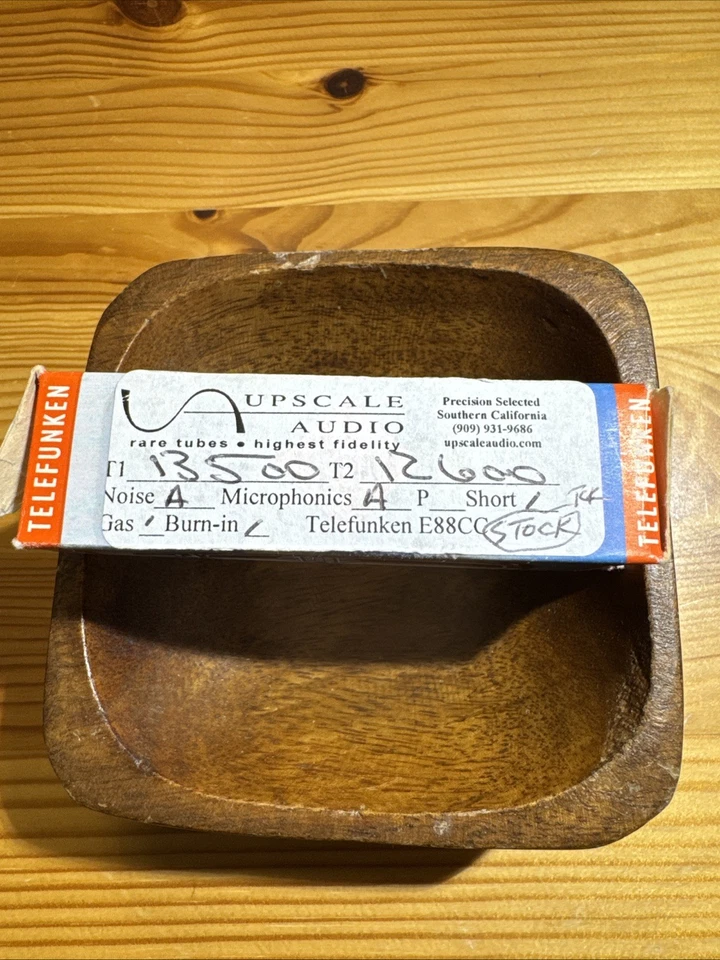 TELEFUNKEN
UPSCALE
AUDIO
rare tubes • highest fidelity
Precision Selected
Southern California
(909) 931-9686
upscaleaudio.com
T1 13500 T2 12600
Noise A Microphonics A P Short
Gas Burn-in Telefunken E88CC STOCK
TELEFUNKEN